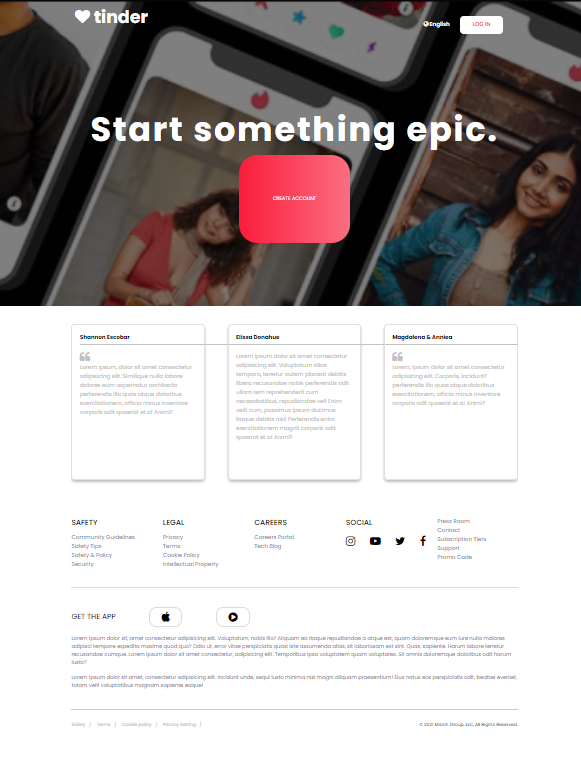 tinder
English
LOG IN
Start something epic.
CREATE ACCOUNT
Shannon Escobar
Lorem ipsum, dolor sit amet consectetur
adipisicing elit. Similique nulla labore
dolores eum aspernatur architecto
perferendis illo quas atque doloribus
exercitationem, officia minima inventore
corporis odit quaerat et a! Animi?
Elissa Donahue
Lorem ipsum dolor sit amet consectetur
adipisicing elit. Voluptatum alias
tempora, tenetur autem placeat debitis
libero recusandae nobis perferendis odit
ullam rem reprehenderit cum
necessitatibus, repudiandae vel! Enim
velit cum, possimus ipsum ducimus
itaque debitis nisi! Perferendis enim
exercitationem magni! corporis odit
quaerat et a! Animi?
Magdalena & Anniea
Lorem ipsum, dolor sit amet consectetur
adipisicing elit. Corporis, incidunt?
perferendis illo quas atque doloribus
exercitationem, officia minima inventore
corporis odit quaerat et a! Animi?
SAFETY
Community Guidelines
Safety Tips
Safety & Policy
Security
LEGAL
Privacy
Terms
Cookie Policy
Intellectual Property
CAREERS
Careers Portal
Tech Blog
SOCIAL
Press Room
Contact
Subscription Tiers
Support
Promo Code
GET THE APP
Lorem ipsum dolor sit, amet consectetur adipisicing elit. Voluptatum, nobis illo? Aliquam ea itaque repudiandae a atque est, quam doloremque eum iure nulla maiores
adipisci tempore expedita maxime quod quo? Odio ut, error vitae perspiciatis quasi iste assumenda alias, sit laboriosam est sint. Quas, sapiente. Harum labore tenetur
recusandae cumque. Lorem ipsum dolor sit amet consectetur, adipisicing elit. Temporibus ipsa voluptatem quam voluptates. Sit omnis doloremque doloribus odit harum
iusto?
Lorem ipsum dolor sit amet, consectetur adipisicing elit. Incidunt unde, sequi iusto minima nisi magni aliquam praesentium! Eius natus eos perspiciatis odit, beatae eveniet,
totam velit voluptatibus magnam sapiente eaque!
Safety / Terms / Cookie policy / Privacy Setting /
© 2021 Match Group, LLC, All Rights Reserved.